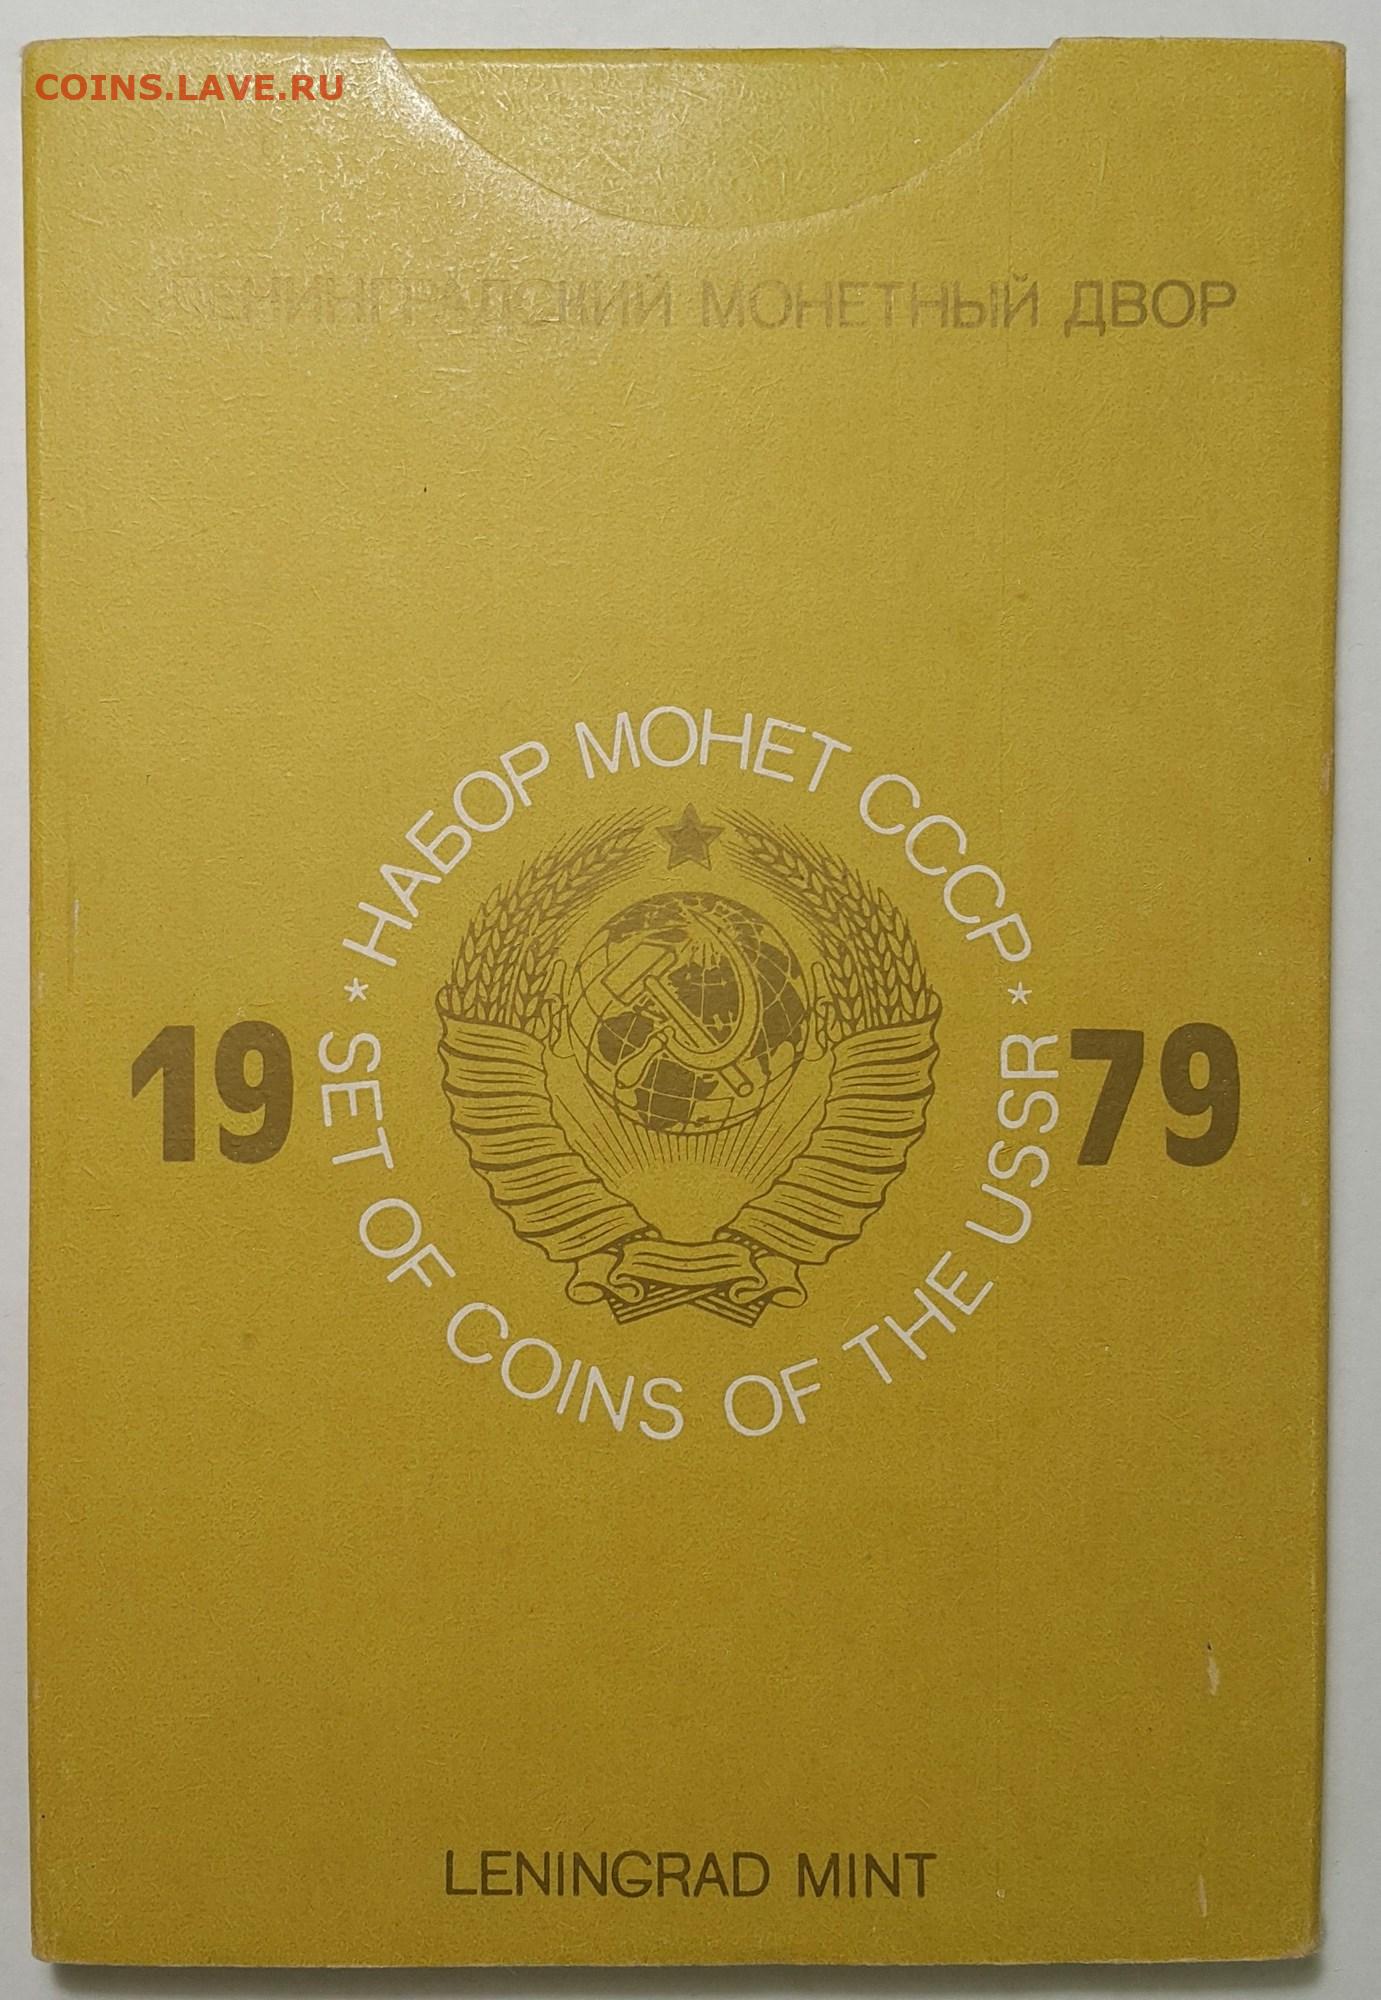 COINS.LAVE.RU
ЛЕНИНГРАДСКИЙ МОНЕТНЫЙ ДВОР
* НАБОР МОНЕТ СССР *
19 79
SET OF COINS OF THE USSR
LENINGRAD MINT